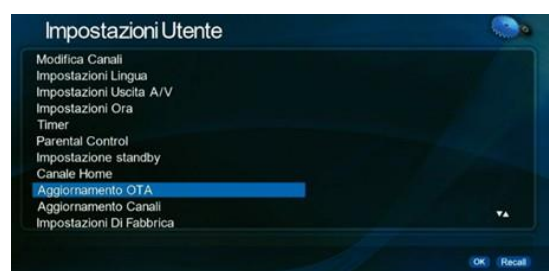 Impostazioni Utente
Modifica Canali
Impostazioni Lingua
Impostazioni Uscita A/V
Impostazioni Ora
Timer
Parental Control
Impostazione standby
Canale Home
Aggiornamento OTA
Aggiornamento Canali
Impostazioni Di Fabbrica
OK Recall